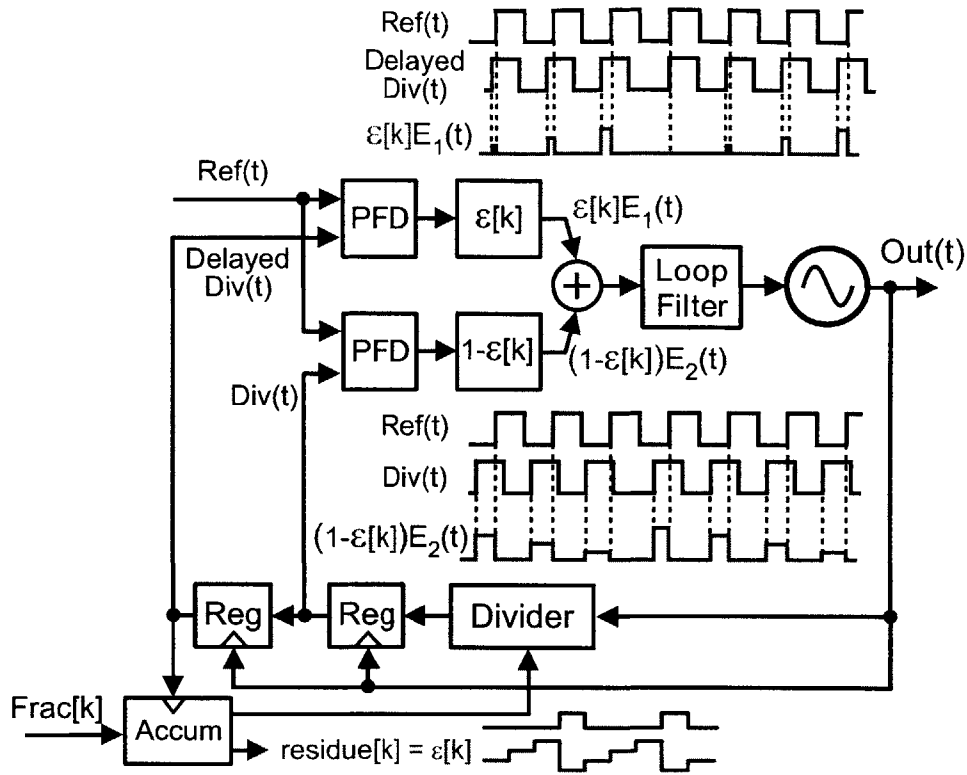 Ref(t)
Delayed
Div(t)
ε[k]E₁(t)
Ref(t)
PFD
ε[k]
ε[k]E₁(t)
Delayed
Div(t)
Loop
Filter
Out(t)
PFD
1-ε[k]
(1-ε[k])E₂(t)
Div(t)
Ref(t)
Div(t)
(1-ε[k])E₂(t)
Reg
Reg
Divider
Frac[k]
Accum
residue[k] = ε[k]